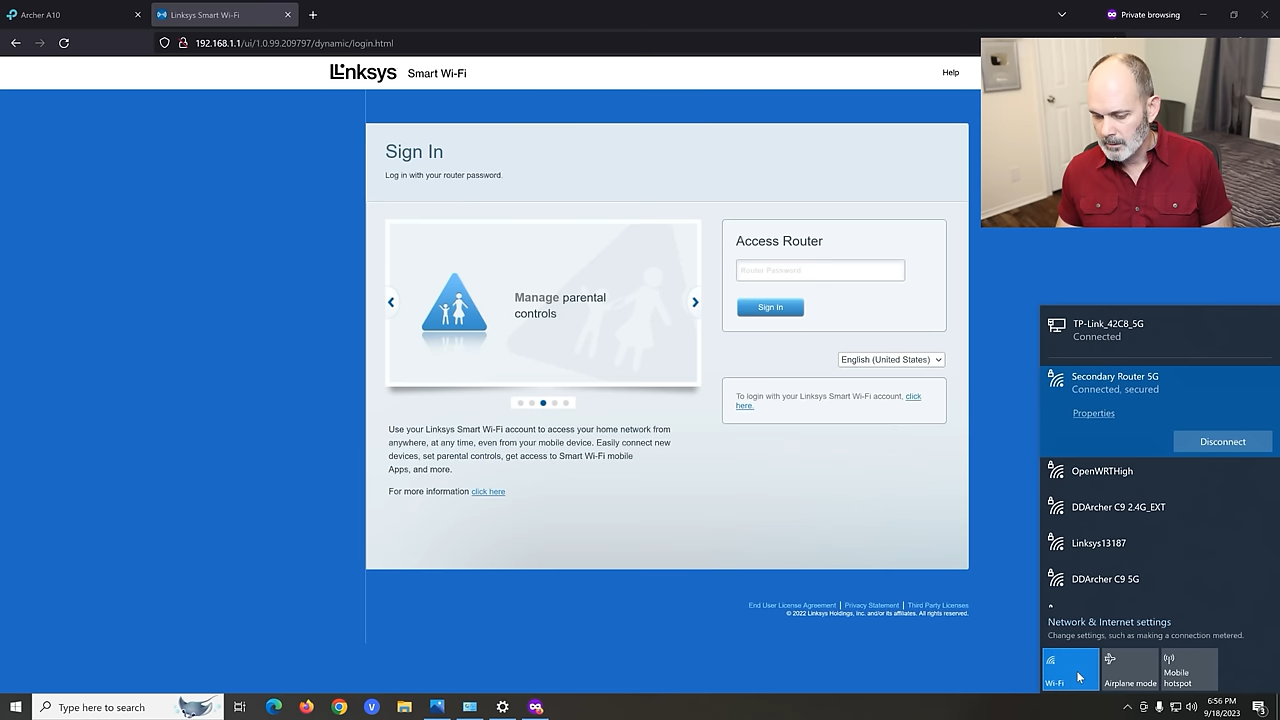 Archer A10
Linksys Smart Wi-Fi
Private browsing
192.168.1.1/ui/1.0.99.209797/dynamic/login.html
Linksys Smart Wi-Fi
Help
Sign In
Log in with your router password.
Manage parental
controls
Access Router
Router Password
Sign in
English (United States)
To login with your Linksys Smart Wi-Fi account, click
here.
Use your Linksys Smart Wi-Fi account to access your home network from
anywhere, at any time, even from your mobile device. Easily connect new
devices, set parental controls, get access to Smart Wi-Fi mobile
Apps, and more.
For more information click here
End User License Agreement | Privacy Statement | Third Party Licenses
© 2022 Linksys Holdings, Inc. and/or its affiliates. All rights reserved.
TP-Link_42C8_5G
Connected
Secondary Router 5G
Connected, secured
Properties
Disconnect
OpenWRTHigh
DDArcher C9 2.4G_EXT
Linksys13187
DDArcher C9 5G
Network & Internet settings
Change settings, such as making a connection metered.
Wi-Fi
Airplane mode
Mobile
hotspot
Type here to search
6:56 PM
9/18/2023